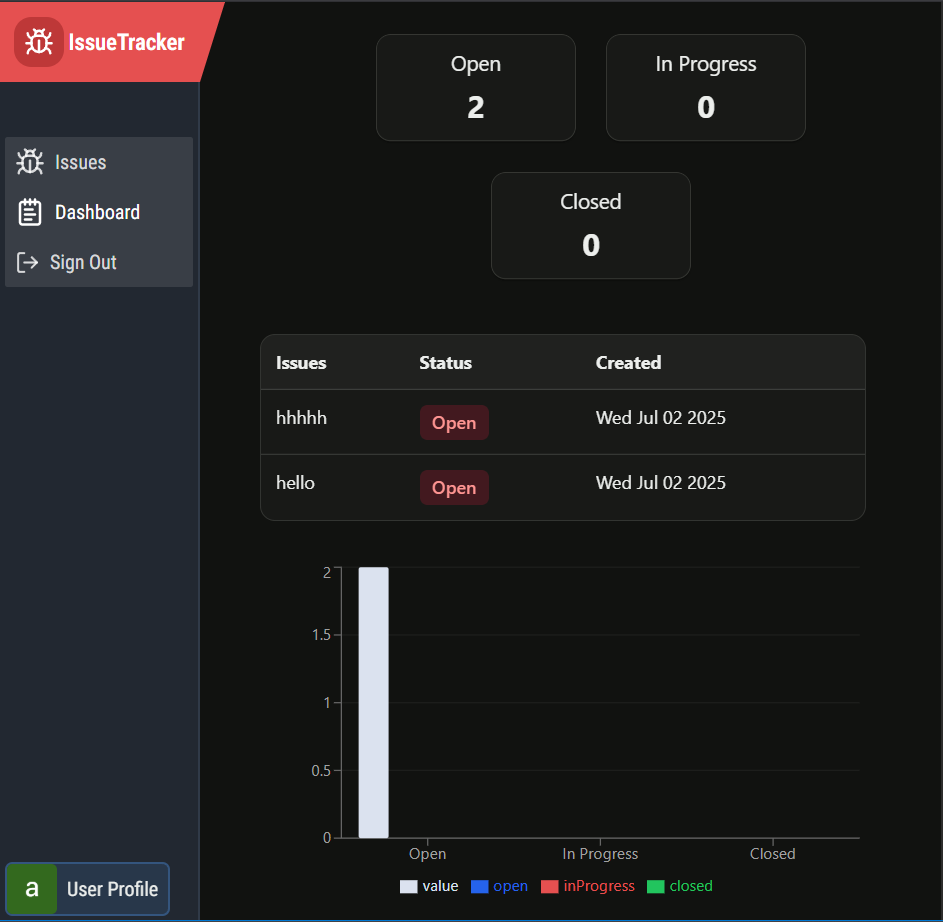 IssueTracker
Issues
Dashboard
Sign Out
a User Profile
Open
2
In Progress
0
Closed
0
Issues Status Created
hhhhh Open Wed Jul 02 2025
hello Open Wed Jul 02 2025
2
1.5
1
0.5
0
Open In Progress Closed
value open inProgress closed